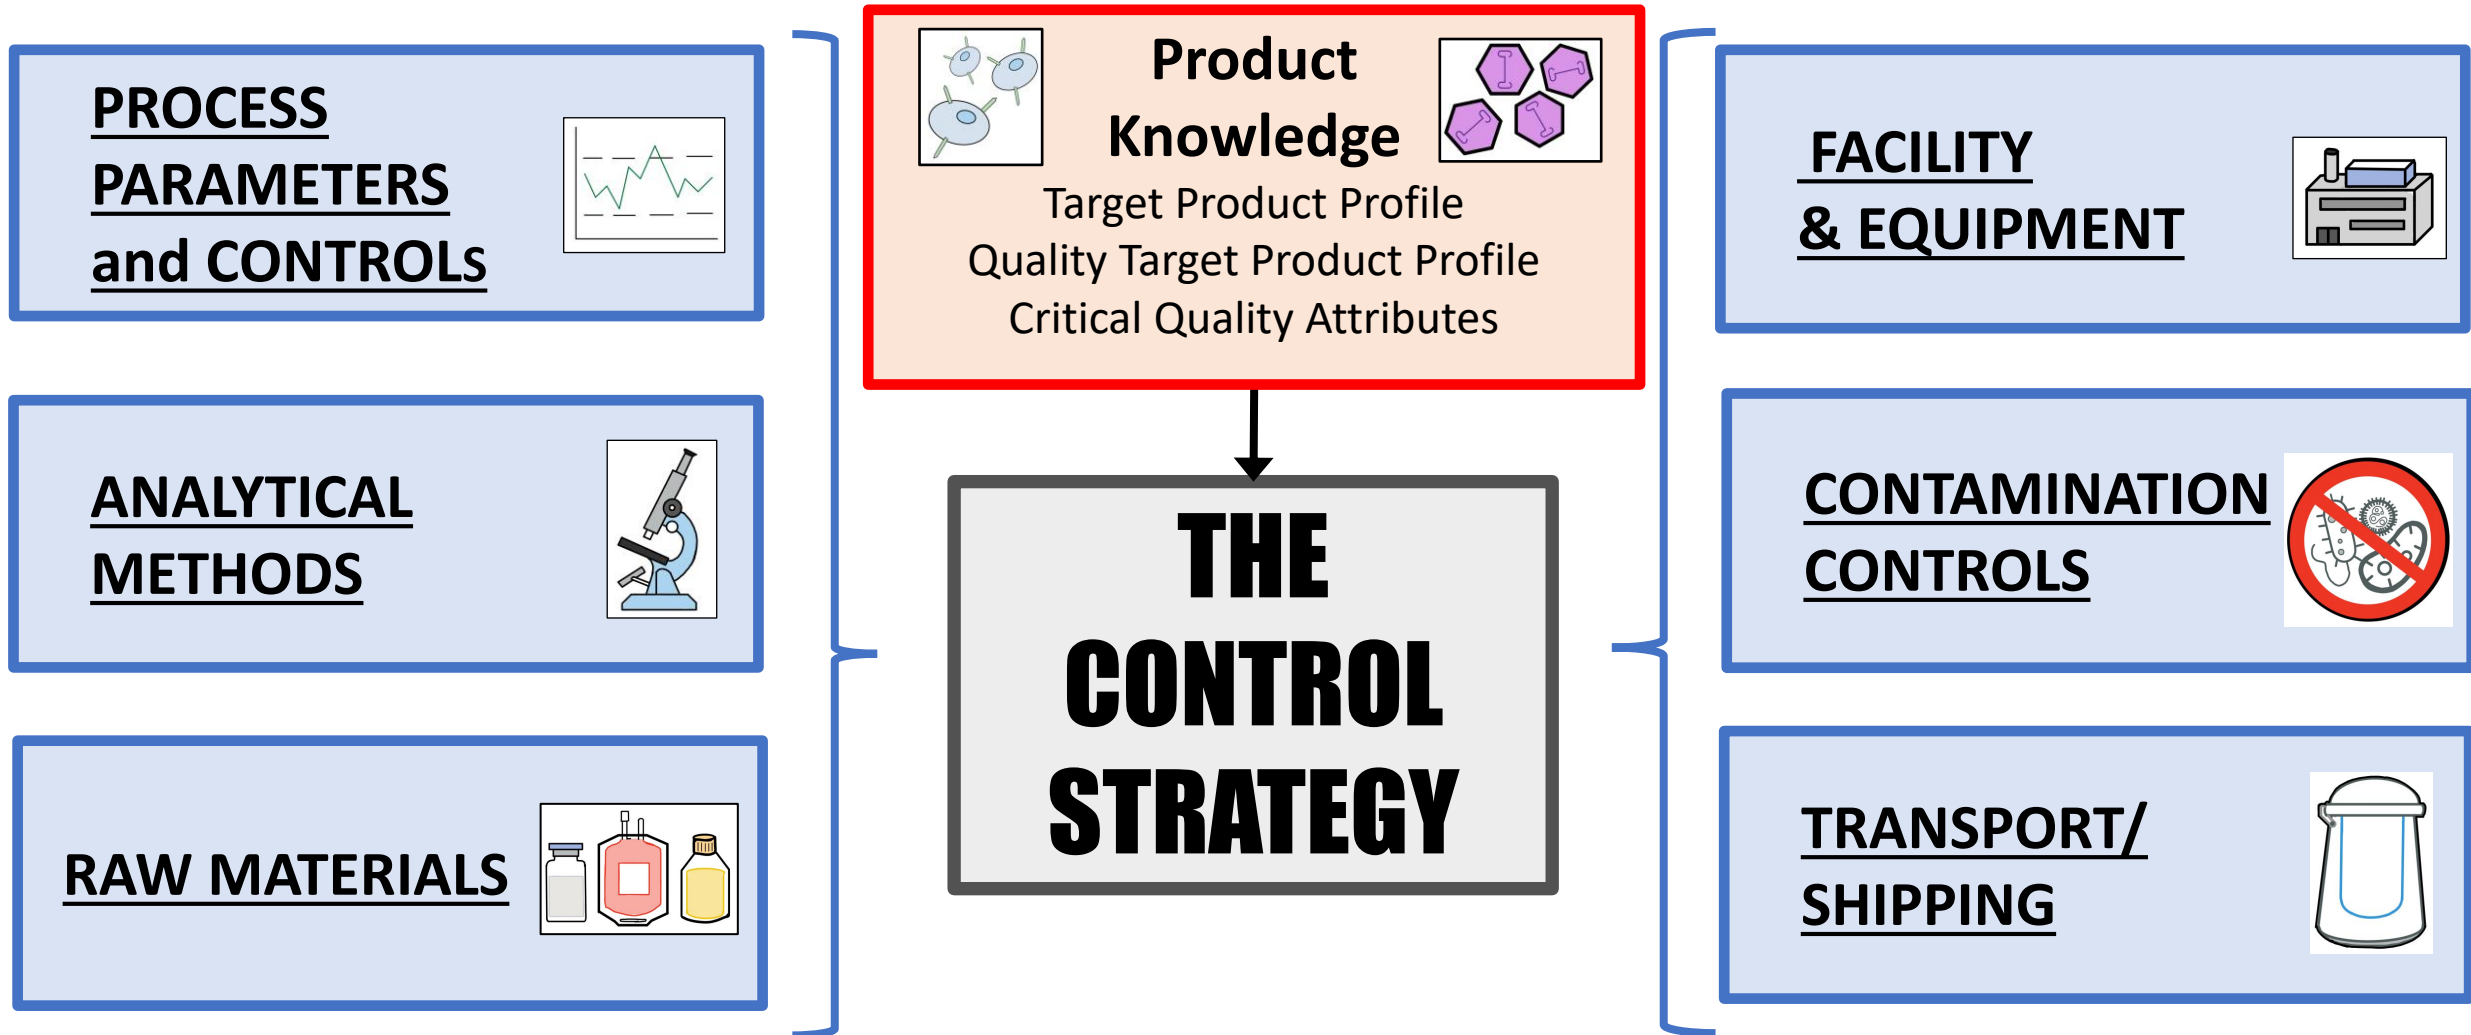 PROCESS
PARAMETERS
and CONTROLs
ANALYTICAL
METHODS
RAW MATERIALS
Product
Knowledge
Target Product Profile
Quality Target Product Profile
Critical Quality Attributes
THE
CONTROL
STRATEGY
FACILITY
& EQUIPMENT
CONTAMINATION
CONTROLS
TRANSPORT/
SHIPPING